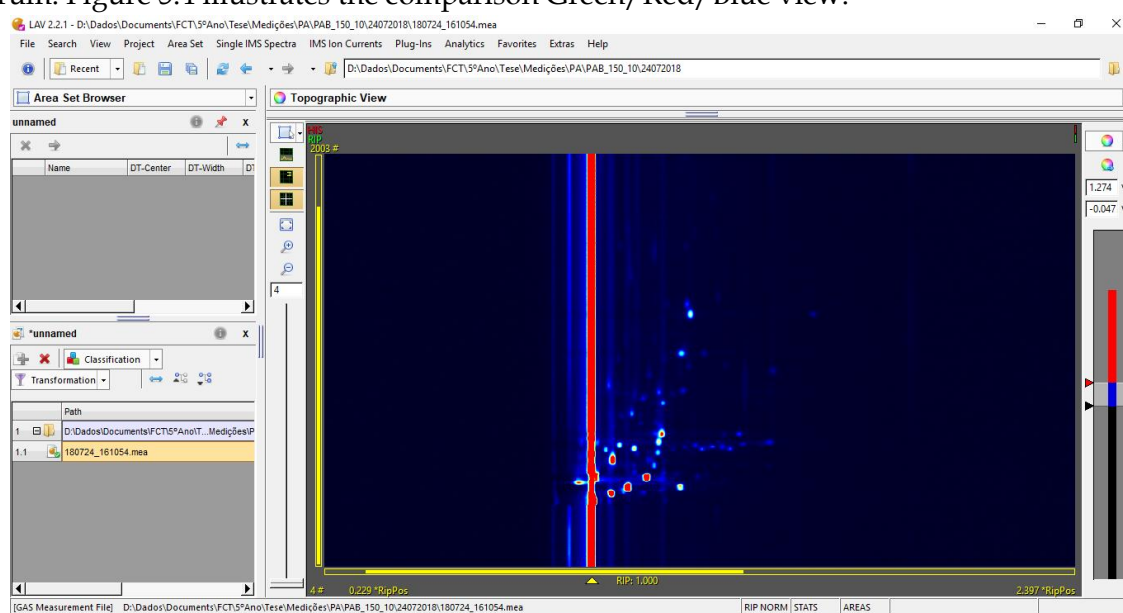 rum. Figure 5.4 illustrates the comparison Green/Red/Blue view.
LAV 2.2.1 - D:\Dados\Documents\FCT\5ºAno\Tese\Medições\PA\PAB_150_10\24072018\180724_161054.mea
File Search View Project Area Set Single IMS Spectra IMS Ion Currents Plug-Ins Analytics Favorites Extras Help
Recent D:\Dados\Documents\FCT\5ºAno\Tese\Medições\PA\PAB_150_10\24072018
Area Set Browser
Topographic View
unnamed
x
HIS
RIP
2003 #
Name DT-Center DT-Width DT
1.274
-0.047
4
*unnamed
x
Classification
Transformation
Path
1 D:\Dados\Documents\FCT\5ºAno\T...Medições\P
1.1 180724_161054.mea
RIP: 1.000
4 # 0.229 *RipPos 2.397 *RipPos
[GAS Measurement File] D:\Dados\Documents\FCT\5ºAno\Tese\Medições\PA\PAB_150_10\24072018\180724_161054.mea RIP NORM STATS AREAS